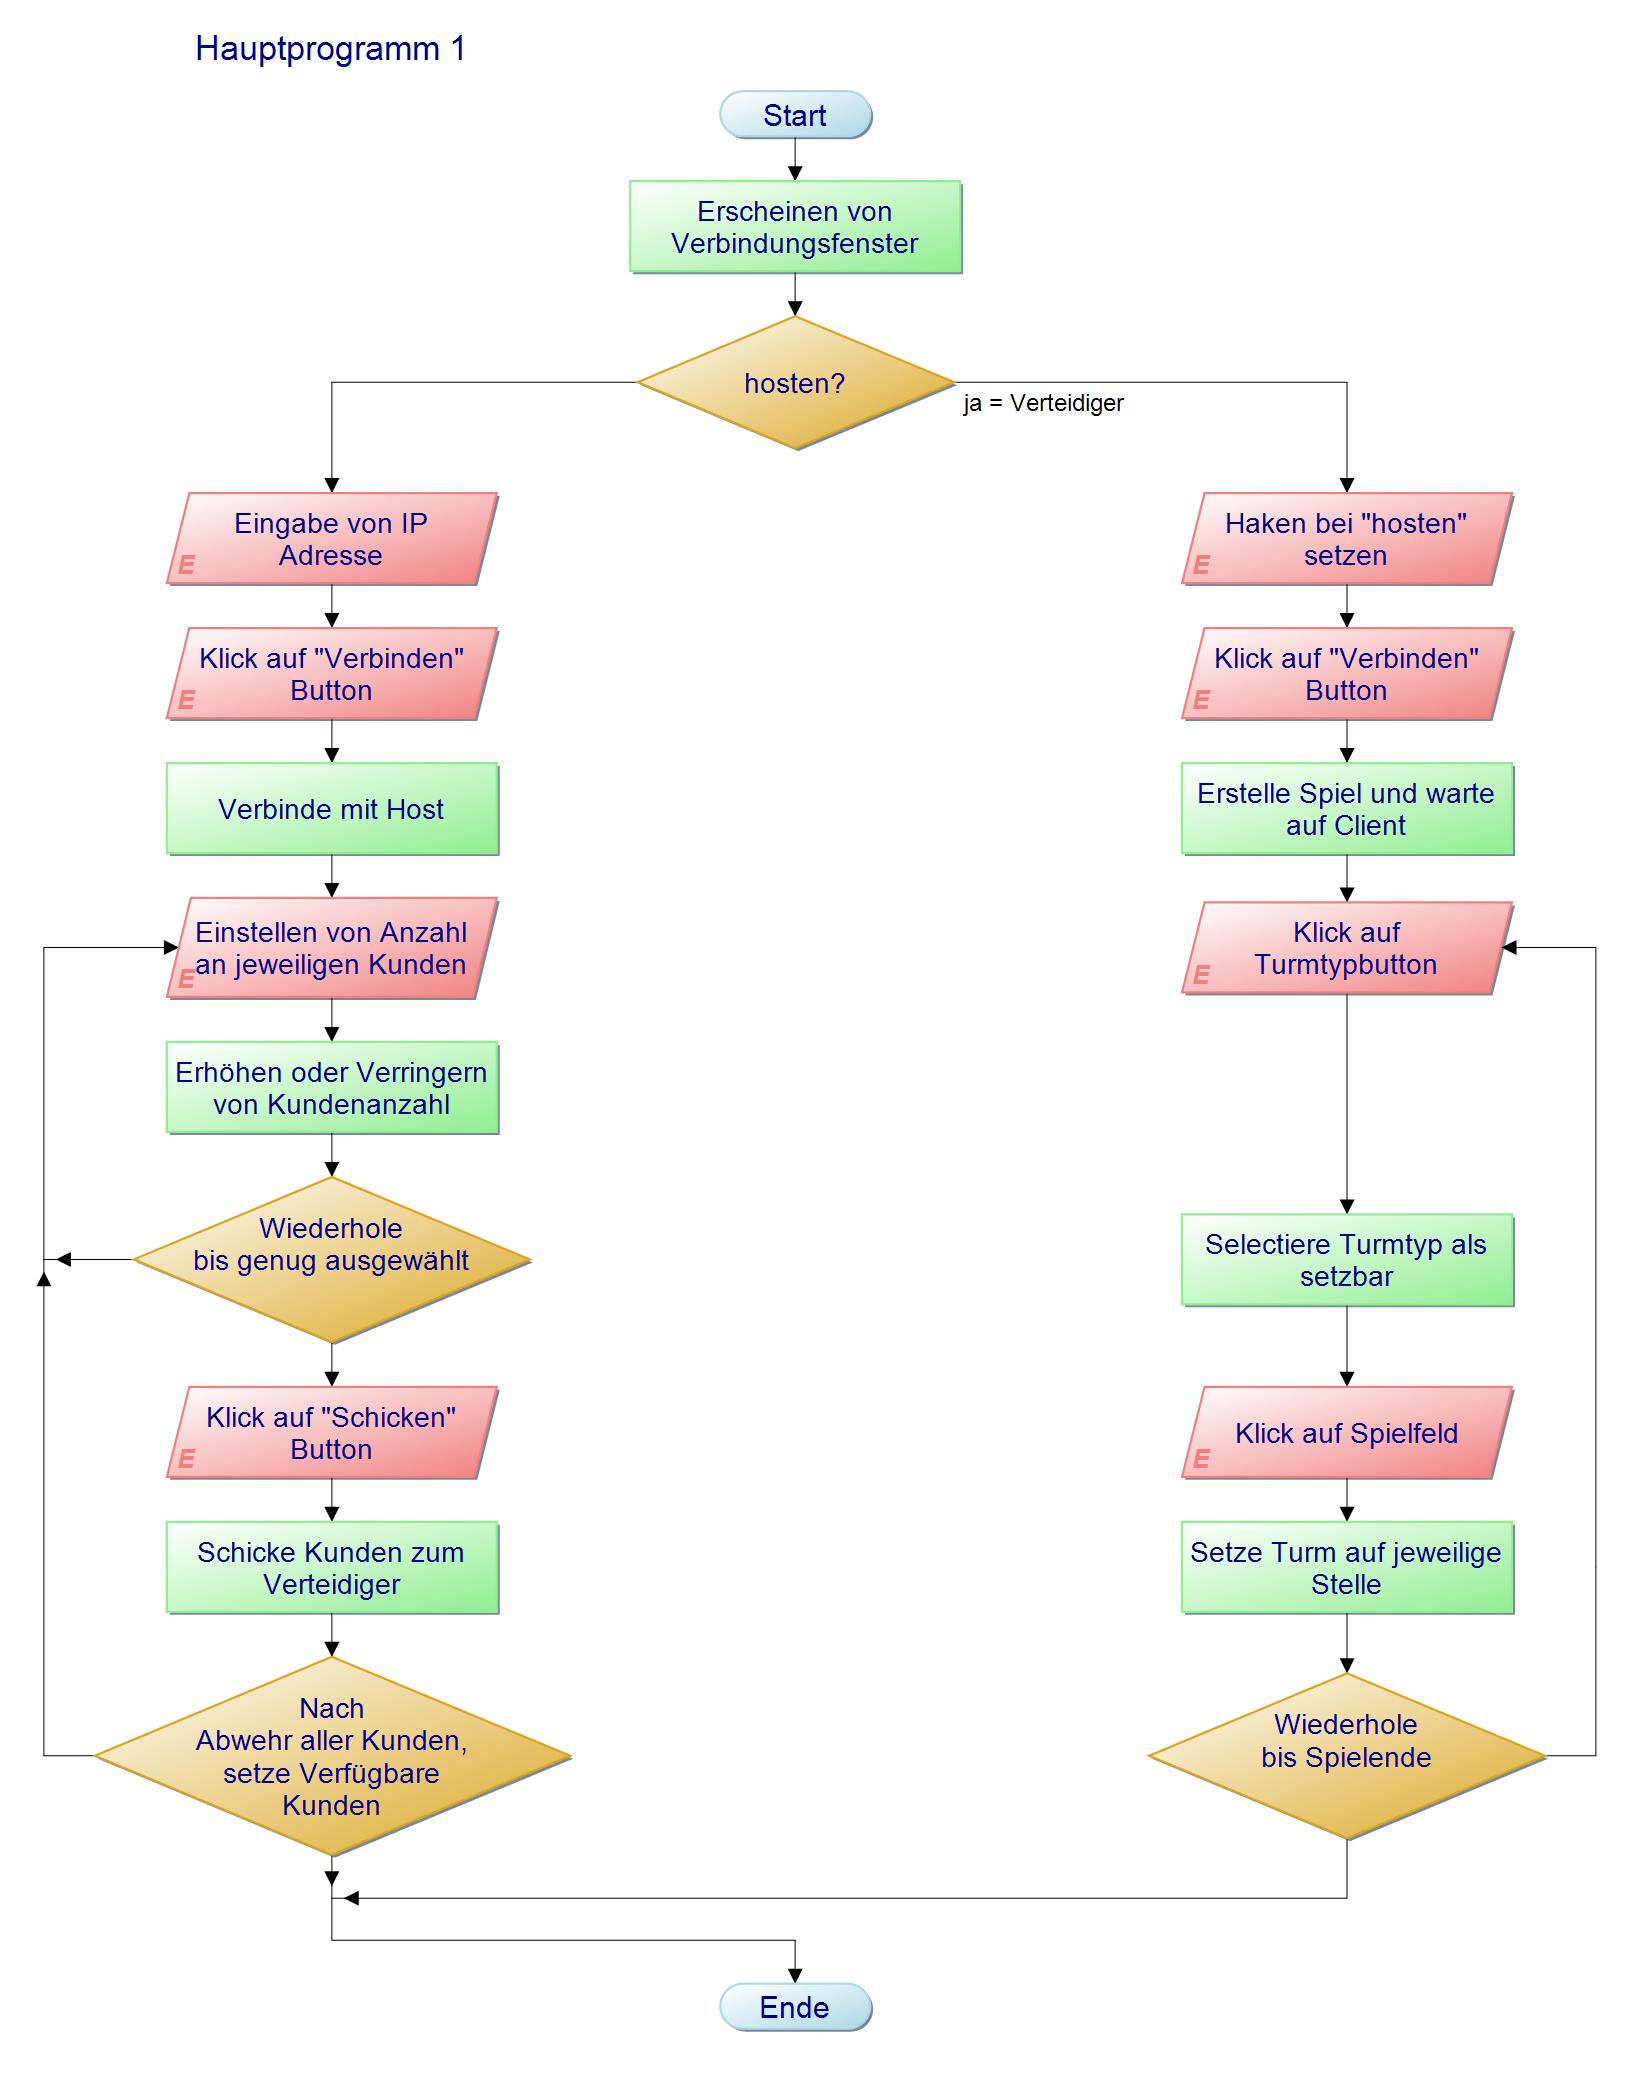 Hauptprogramm 1
Start
Erscheinen von
Verbindungsfenster
hosten?
ja = Verteidiger
Eingabe von IP
Adresse
E
Klick auf "Verbinden"
Button
E
Verbinde mit Host
Einstellen von Anzahl
an jeweiligen Kunden
E
Erhöhen oder Verringern
von Kundenanzahl
Wiederhole
bis genug ausgewählt
Klick auf "Schicken"
Button
E
Schicke Kunden zum
Verteidiger
Nach
Abwehr aller Kunden,
setze Verfügbare
Kunden
Haken bei "hosten"
setzen
E
Klick auf "Verbinden"
Button
E
Erstelle Spiel und warte
auf Client
Klick auf
Turmtypbutton
E
Selectiere Turmtyp als
setzbar
Klick auf Spielfeld
E
Setze Turm auf jeweilige
Stelle
Wiederhole
bis Spielende
Ende